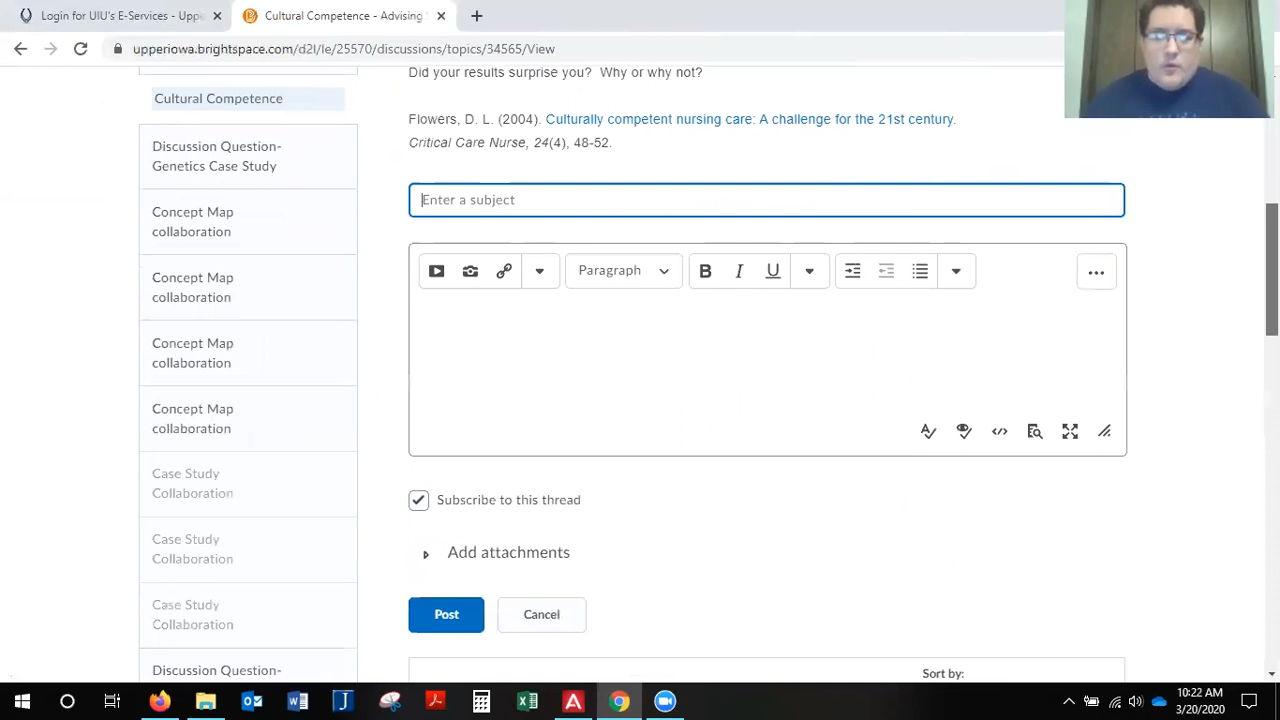 Login for UIU's E-Services - Uppe
Cultural Competence - Advising S
upperiowa.brightspace.com/d2l/le/25570/discussions/topics/34565/View
Did your results surprise you? Why or why not?
Cultural Competence
Flowers, D. L. (2004). Culturally competent nursing care: A challenge for the 21st century.
Critical Care Nurse, 24(4), 48-52.
Discussion Question-
Genetics Case Study
Enter a subject
Concept Map
collaboration
Paragraph
B I U
Concept Map
collaboration
Concept Map
collaboration
Concept Map
collaboration
Case Study
Collaboration
Subscribe to this thread
Case Study
Collaboration
Add attachments
Case Study
Collaboration
Post
Cancel
Discussion Question-
Sort by:
10:22 AM
3/20/2020